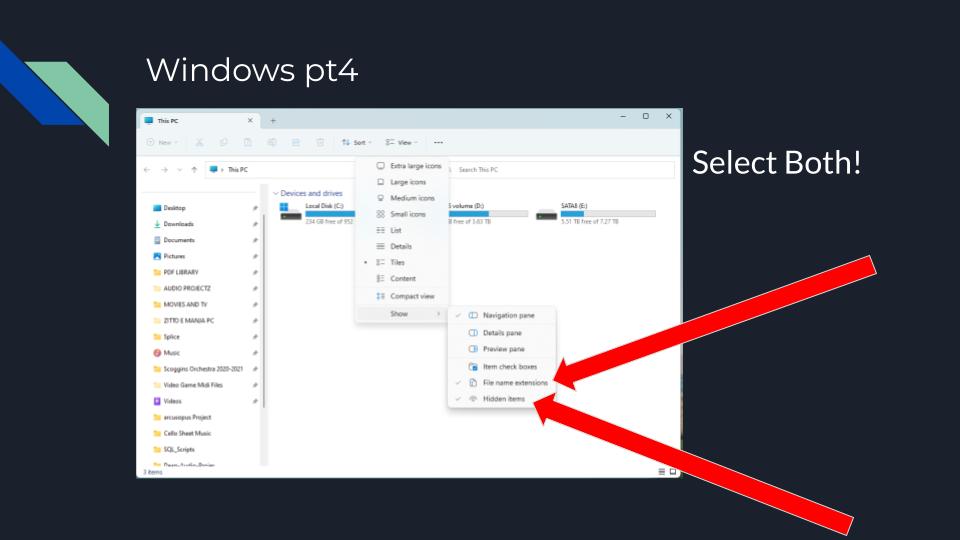 Windows pt4
This PC
New
Sort
View
This PC
Search This PC
Select Both!
Desktop
Downloads
Documents
Pictures
PDF LIBRARY
AUDIO PROJECTZ
MOVIES AND TV
ZITTO E MANJA PC
Splice
Music
Scoggins Orchestra 2020-2021
Video Game Midi Files
Videos
arcusopus Project
Cello Sheet Music
SQL_Scripts
3 items
Devices and drives
Local Disk (C:)
234 GB free of 952
volume (D:)
B free of 3.63 TB
SATA8 (E:)
5.51 TB free of 7.27 TB
Extra large icons
Large icons
Medium icons
Small icons
List
Details
Tiles
Content
Compact view
Show
Navigation pane
Details pane
Preview pane
Item check boxes
File name extensions
Hidden items